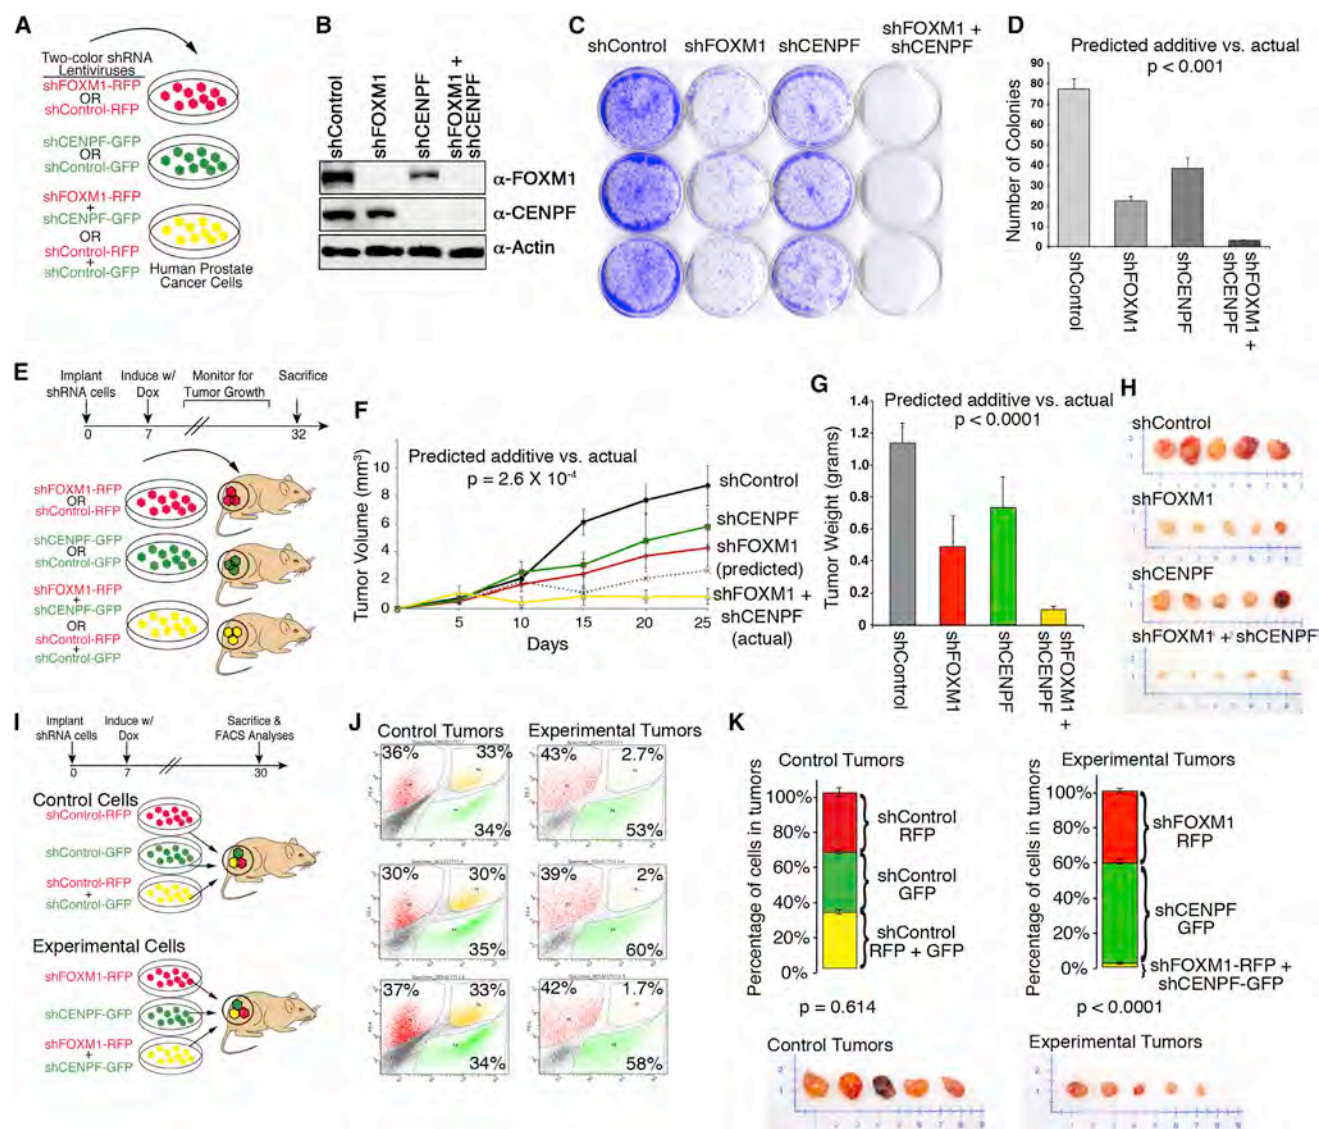 A
Two-color shRNA
Lentiviruses
shFOXM1-RFP
OR
shControl-RFP
shCENPF-GFP
OR
shControl-GFP
shFOXM1-RFP
+
shCENPF-GFP
OR
shControl-RFP
+
shControl-GFP
Human Prostate
Cancer Cells
B
shControl
shFOXM1
shCENPF
shFOXM1 +
shCENPF
α-FOXM1
α-CENPF
α-Actin
C
shControl
shFOXM1
shCENPF
shFOXM1 +
shCENPF
D
Predicted additive vs. actual
p < 0.001
Number of Colonies
90
80
70
60
50
40
30
20
10
0
shControl
shFOXM1
shCENPF
shFOXM1 +
shCENPF
E
Implant
shRNA cells
Induce w/
Dox
Monitor for
Tumor Growth
Sacrifice
0
7
32
shFOXM1-RFP
OR
shControl-RFP
shCENPF-GFP
OR
shControl-GFP
shFOXM1-RFP
+
shCENPF-GFP
OR
shControl-RFP
+
shControl-GFP
F
Predicted additive vs. actual
p = 2.6 X 10-4
Tumor Volume (mm3)
10
8
6
4
2
0
0
5
10
15
20
25
Days
shControl
shCENPF
shFOXM1
(predicted)
shFOXM1 +
shCENPF
(actual)
G
Predicted additive vs. actual
p < 0.0001
Tumor Weight (grams)
1.4
1.2
1.0
0.8
0.6
0.4
0.2
0
shControl
shFOXM1
shCENPF
shFOXM1 +
shCENPF
H
shControl
shFOXM1
shCENPF
shFOXM1 + shCENPF
I
Implant
shRNA cells
Induce w/
Dox
Sacrifice &
FACS Analyses
0
7
30
Control Cells
shControl-RFP
shControl-GFP
shControl-RFP
+
shControl-GFP
Experimental Cells
shFOXM1-RFP
shCENPF-GFP
shFOXM1-RFP
+
shCENPF-GFP
J
Control Tumors
Experimental Tumors
36%
33%
34%
43%
2.7%
53%
30%
30%
35%
39%
2%
60%
37%
33%
34%
42%
1.7%
58%
K
Control Tumors
Percentage of cells in tumors
100%
80%
60%
40%
20%
0%
shControl
RFP
shControl
GFP
shControl
RFP + GFP
p = 0.614
Experimental Tumors
Percentage of cells in tumors
100%
80%
60%
40%
20%
0%
shFOXM1
RFP
shCENPF
GFP
shFOXM1-RFP +
shCENPF-GFP
p < 0.0001
Control Tumors
Experimental Tumors